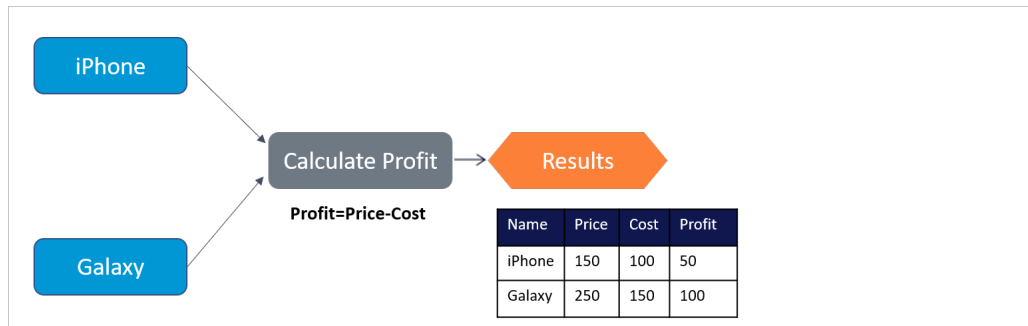 iPhone
Calculate Profit
Results
Profit=Price-Cost
Galaxy
Name Price Cost Profit
iPhone 150 100 50
Galaxy 250 150 100